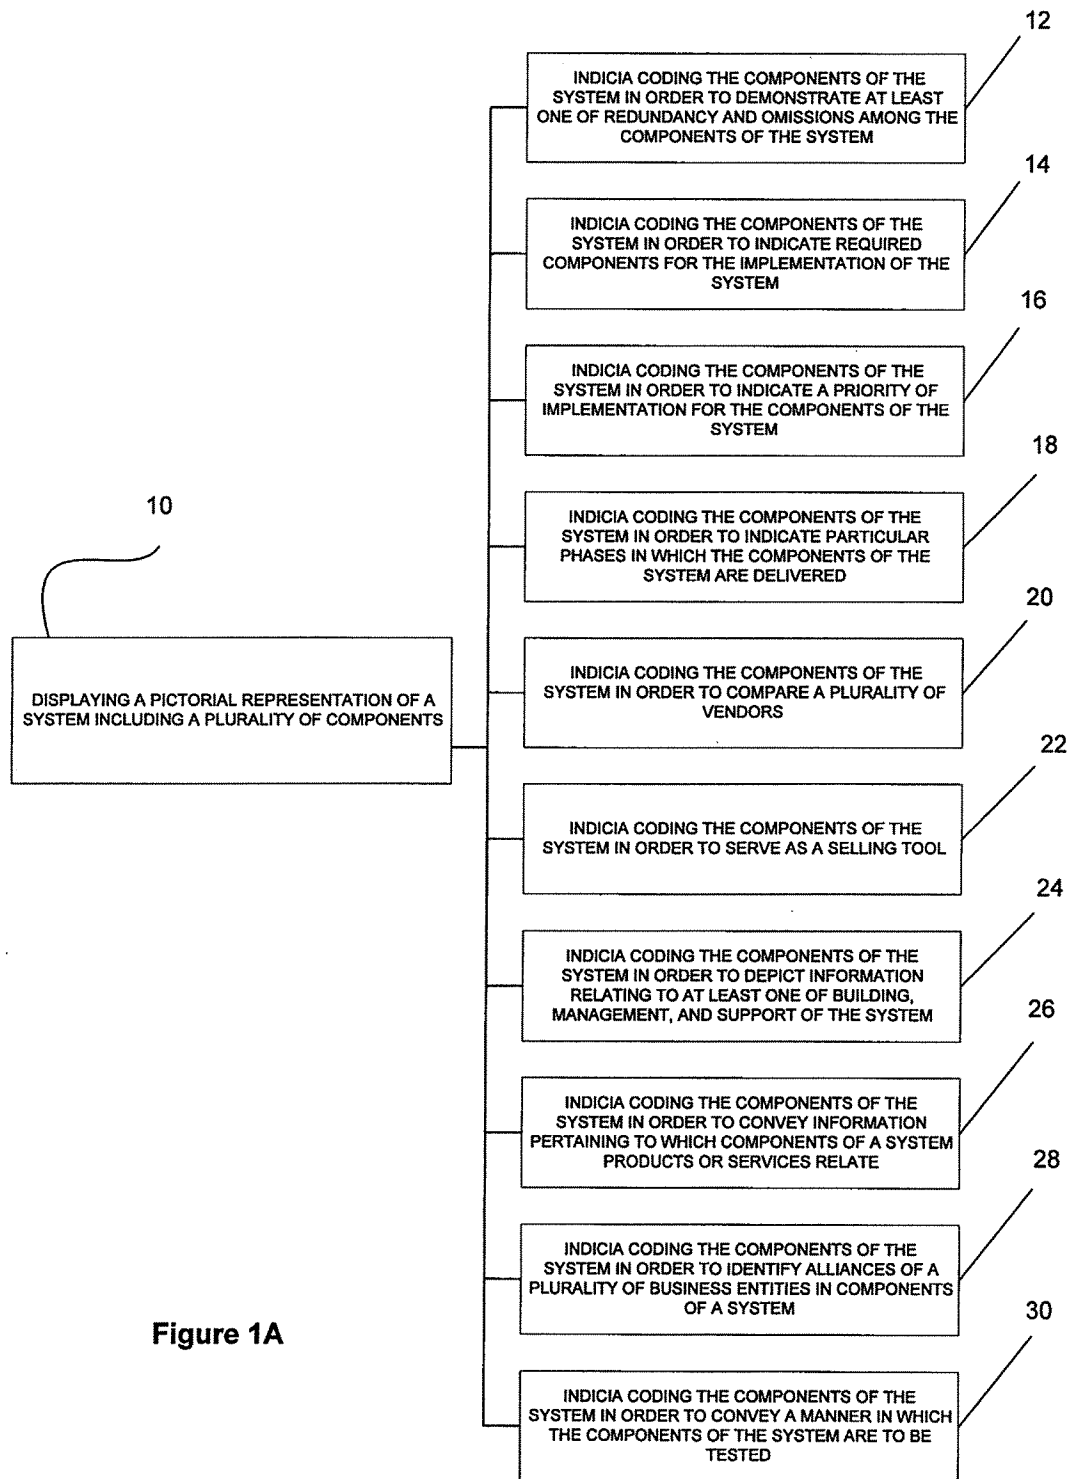 12
INDICIA CODING THE COMPONENTS OF THE
SYSTEM IN ORDER TO DEMONSTRATE AT LEAST
ONE OF REDUNDANCY AND OMISSIONS AMONG THE
COMPONENTS OF THE SYSTEM
14
INDICIA CODING THE COMPONENTS OF THE
SYSTEM IN ORDER TO INDICATE REQUIRED
COMPONENTS FOR THE IMPLEMENTATION OF THE
SYSTEM
16
INDICIA CODING THE COMPONENTS OF THE
SYSTEM IN ORDER TO INDICATE A PRIORITY OF
IMPLEMENTATION FOR THE COMPONENTS OF THE
SYSTEM
18
INDICIA CODING THE COMPONENTS OF THE
SYSTEM IN ORDER TO INDICATE PARTICULAR
PHASES IN WHICH THE COMPONENTS OF THE
SYSTEM ARE DELIVERED
10
DISPLAYING A PICTORIAL REPRESENTATION OF A
SYSTEM INCLUDING A PLURALITY OF COMPONENTS
20
INDICIA CODING THE COMPONENTS OF THE
SYSTEM IN ORDER TO COMPARE A PLURALITY OF
VENDORS
22
INDICIA CODING THE COMPONENTS OF THE
SYSTEM IN ORDER TO SERVE AS A SELLING TOOL
24
INDICIA CODING THE COMPONENTS OF THE
SYSTEM IN ORDER TO DEPICT INFORMATION
RELATING TO AT LEAST ONE OF BUILDING,
MANAGEMENT, AND SUPPORT OF THE SYSTEM
26
INDICIA CODING THE COMPONENTS OF THE
SYSTEM IN ORDER TO CONVEY INFORMATION
PERTAINING TO WHICH COMPONENTS OF A SYSTEM
PRODUCTS OR SERVICES RELATE
28
INDICIA CODING THE COMPONENTS OF THE
SYSTEM IN ORDER TO IDENTIFY ALLIANCES OF A
PLURALITY OF BUSINESS ENTITIES IN COMPONENTS
OF A SYSTEM
30
INDICIA CODING THE COMPONENTS OF THE
SYSTEM IN ORDER TO CONVEY A MANNER IN WHICH
THE COMPONENTS OF THE SYSTEM ARE TO BE
TESTED
Figure 1A